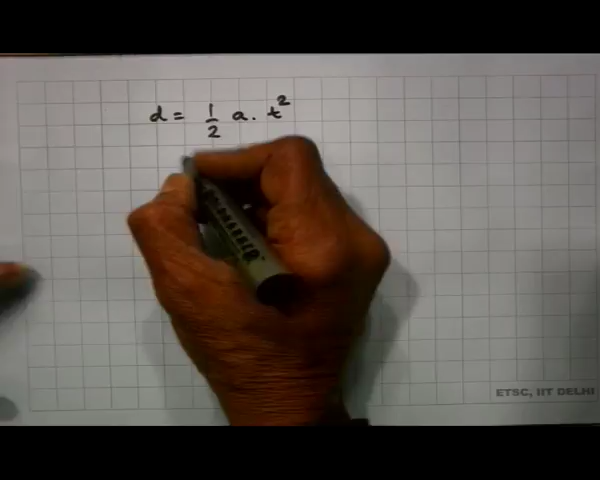 d = 1/2 a. t²
ETSC, IIT DELHI